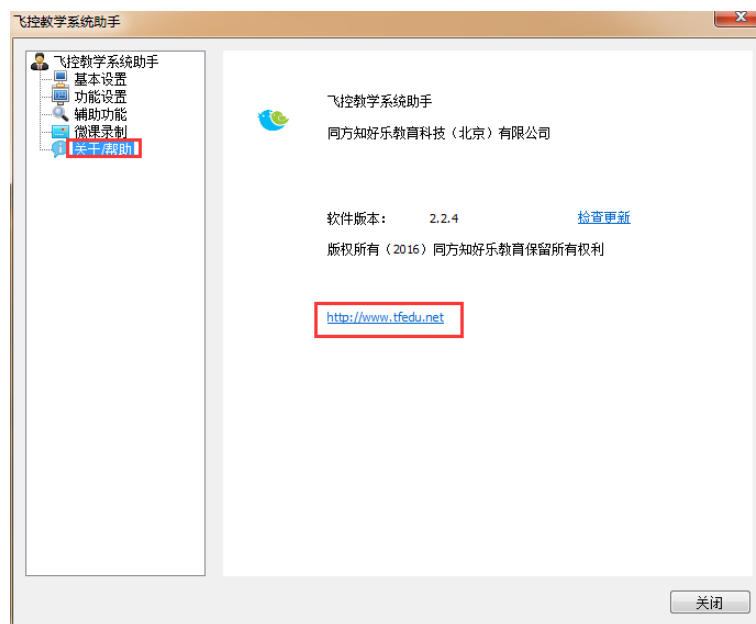 飞控教学系统助手
飞控教学系统助手
基本设置
功能设置
辅助功能
微课录制
关于/帮助
飞控教学系统助手
同方知好乐教育科技（北京）有限公司
软件版本： 2.2.4 检查更新
版权所有（2016）同方知好乐教育保留所有权利
http://www.tfedu.net
关闭